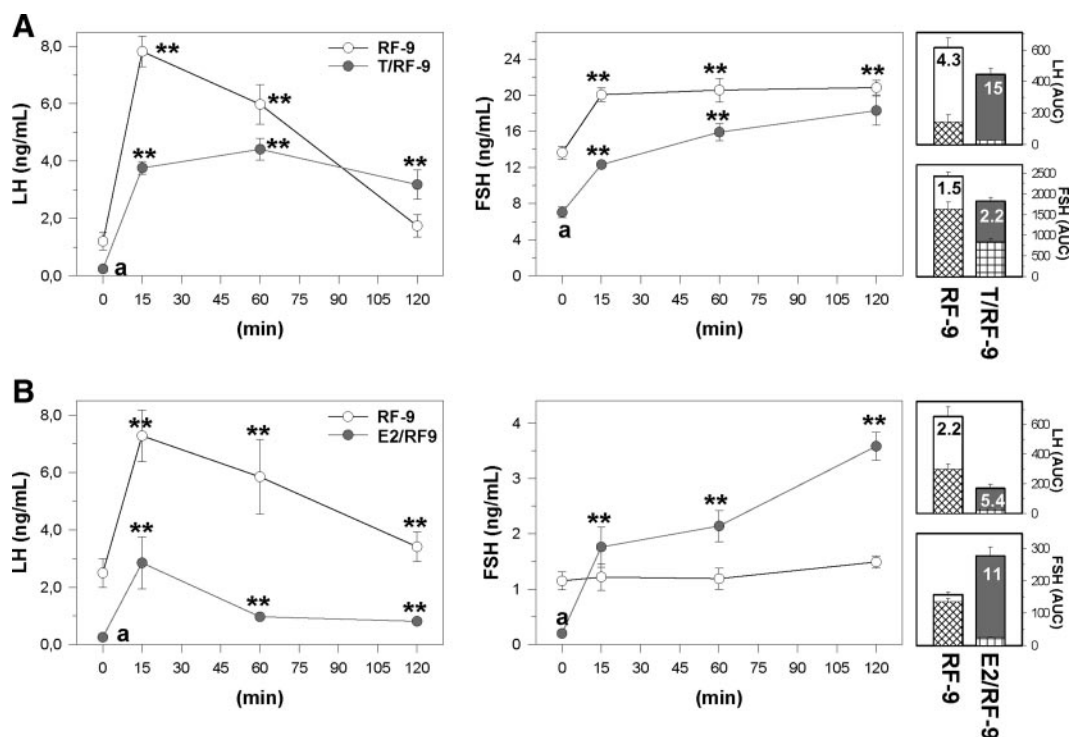 A
LH (ng/mL)
8,0
6,0
4,0
2,0
0,0
RF-9
T/RF-9
**
**
**
**
**
a
0 15 30 45 60 75 90 105 120
(min)
FSH (ng/mL)
24
20
16
12
8
4
0
**
**
**
**
**
a
0 15 30 45 60 75 90 105 120
(min)
4.3
15
600
400
200
0
LH (AUC)
1.5
2.2
2500
2000
1500
1000
500
0
FSH (AUC)
RF-9
T/RF-9
B
LH (ng/mL)
8,0
6,0
4,0
2,0
0,0
RF-9
E2/RF9
**
**
**
**
**
**
a
0 15 30 45 60 75 90 105 120
(min)
FSH (ng/mL)
4
3
2
1
0
**
**
**
a
0 15 30 45 60 75 90 105 120
(min)
2.2
5.4
600
400
200
0
LH (AUC)
11
300
200
100
0
FSH (AUC)
RF-9
E2/RF-9